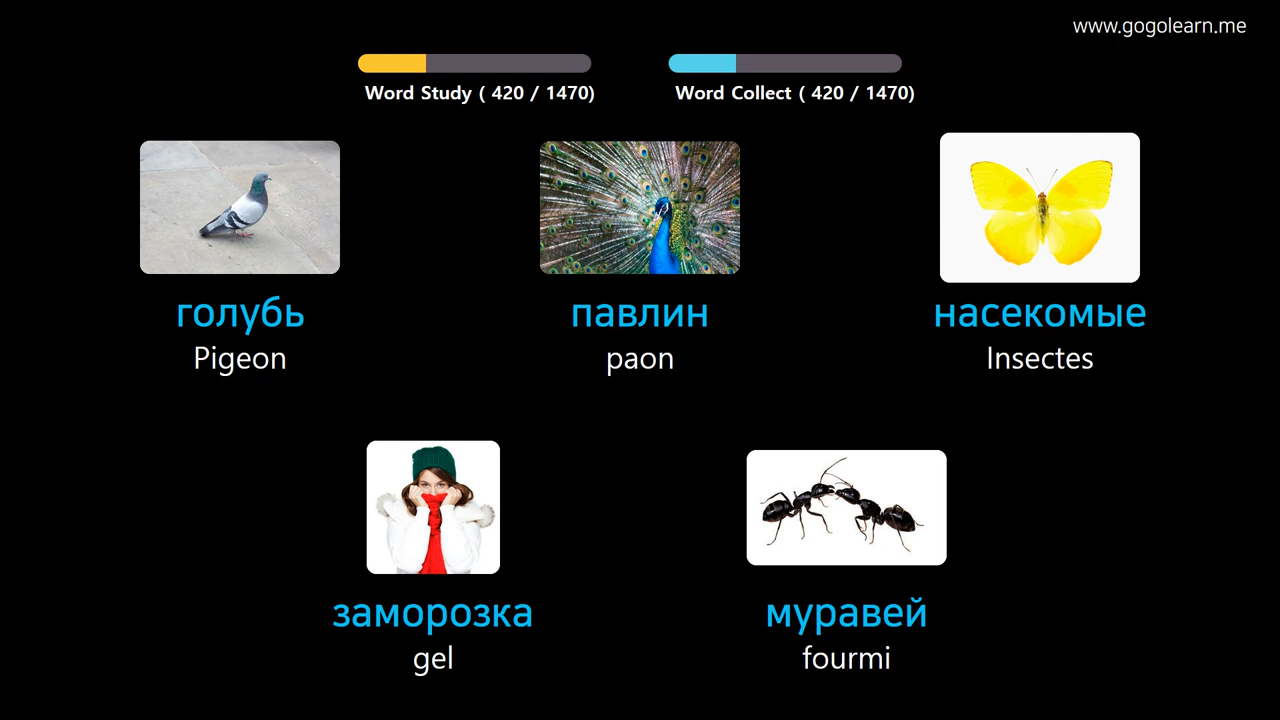 www.gogolearn.me
Word Study ( 420 / 1470)
Word Collect ( 420 / 1470)
голубь
Pigeon
павлин
paon
насекомые
Insectes
заморозка
gel
муравей
fourmi